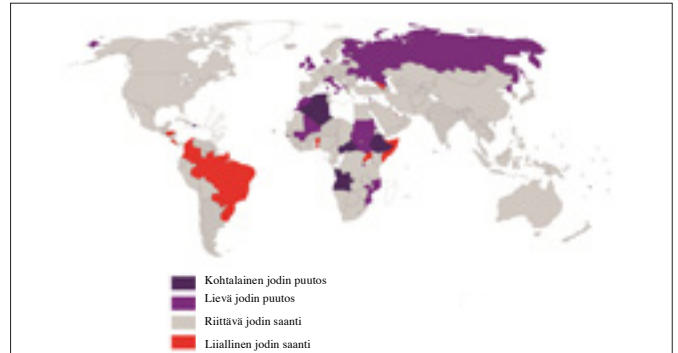 Kohtalainen jodin puutos
Lievä jodin puutos
Riittävä jodin saanti
Liiallinen jodin saanti